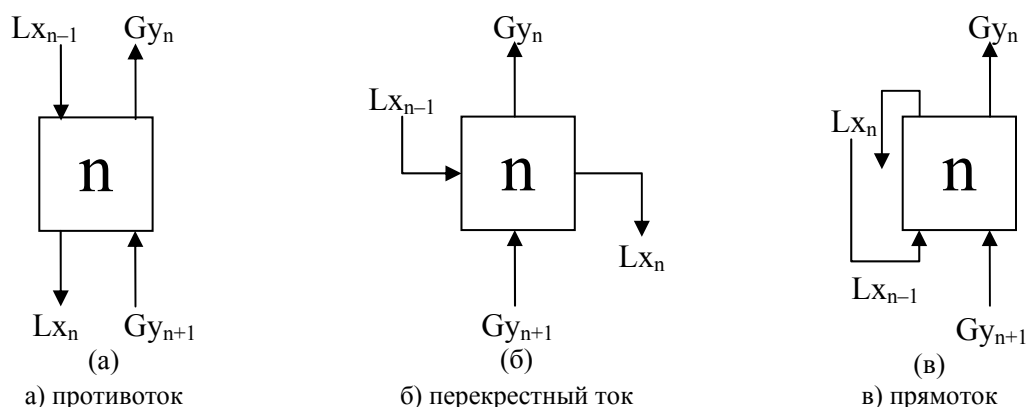 Lxₙ₋₁ Gyₙ
n
Lxₙ Gyₙ₊₁
(а)
а) противоток
Gyₙ
Lxₙ₋₁
n
Lxₙ
Gyₙ₊₁
(б)
б) перекрестный ток
Gyₙ
Lxₙ
n
Lxₙ₋₁
Gyₙ₊₁
(в)
в) прямоток